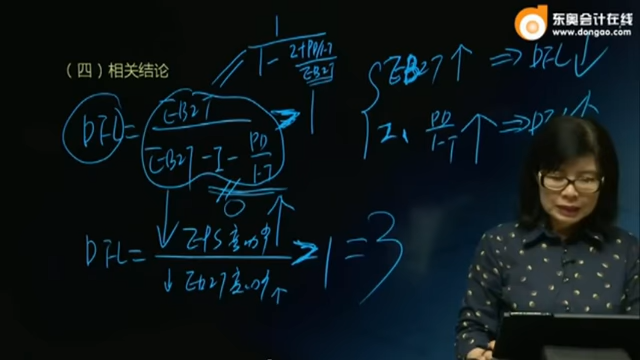 东奥会计在线
www.dongao.com
(四)相关结论
1
1 - (I+PD/1-T)/EBIT
DFL = EBIT / (EBIT - I - PD/1-T) > 1
0
EBIT↑ ⇒ DFL↓
I、PD/1-T↑ ⇒ DFL↑
DFL = ↓EPS变动率↑ / ↓EBIT变动率↑ > 1 = 3